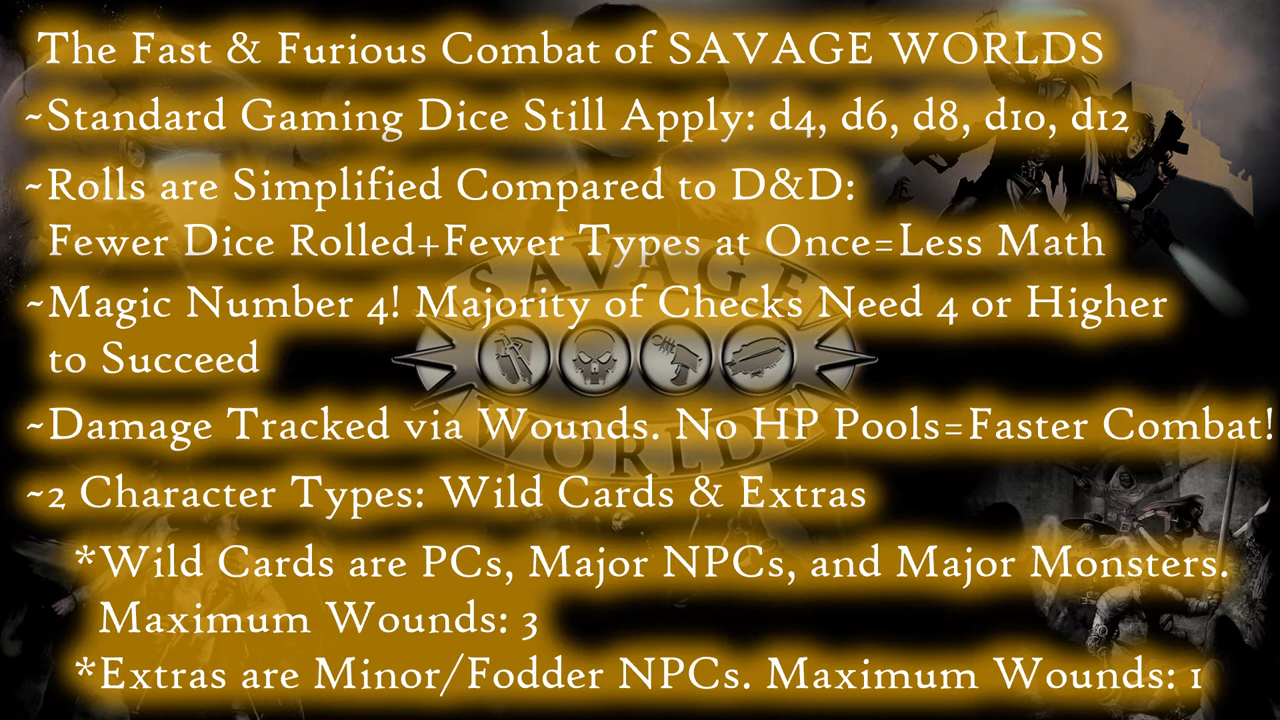 The Fast & Furious Combat of SAVAGE WORLDS
~Standard Gaming Dice Still Apply: d4, d6, d8, d10, d12
~Rolls are Simplified Compared to D&D:
Fewer Dice Rolled+Fewer Types at Once=Less Math
~Magic Number 4! Majority of Checks Need 4 or Higher
to Succeed
~Damage Tracked via Wounds. No HP Pools=Faster Combat!
~2 Character Types: Wild Cards & Extras
*Wild Cards are PCs, Major NPCs, and Major Monsters.
Maximum Wounds: 3
*Extras are Minor/Fodder NPCs. Maximum Wounds: 1
SAVAGE
WORLDS